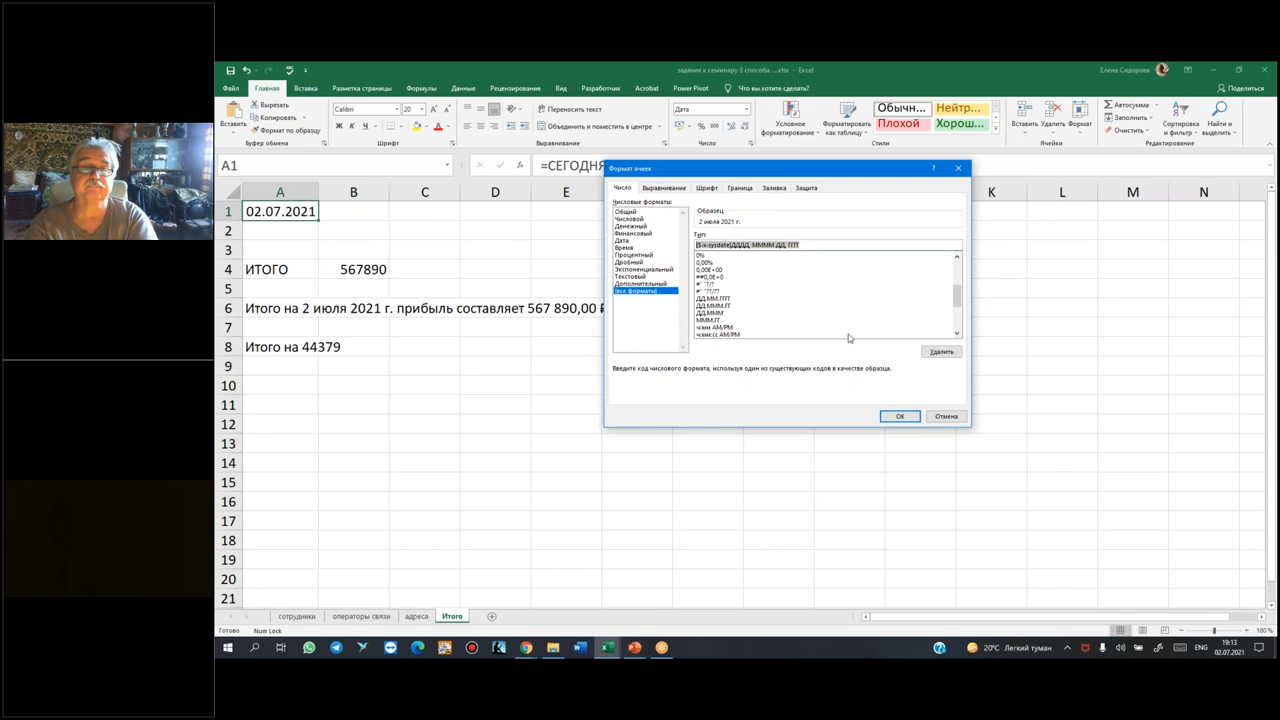 задания к семинару 3 способа ....xlsx - Excel
Елена Сидорова
Файл Главная Вставка Разметка страницы Формулы Данные Рецензирование Вид Разработчик Acrobat Power Pivot Что вы хотите сделать? Поделиться
Вставить
Вырезать
Копировать
Формат по образцу
Буфер обмена
Calibri 20
Ж К Ч
Шрифт
Переносить текст
Объединить и поместить в центре
Выравнивание
Дата
Число
Условное форматирование
Форматировать как таблицу
Обычн... Нейтр...
Плохой Хорош...
Стили
Вставить Удалить Формат
Ячейки
Автосумма
Заполнить
Очистить
Сортировка и фильтр
Найти и выделить
Редактирование
A1
=СЕГОДНЯ
A B C D E K L M N
1 02.07.2021
2
3
4 ИТОГО 567890
5
6 Итого на 2 июля 2021 г. прибыль составляет 567 890,00 ₽
7
8 Итого на 44379
9
10
11
12
13
14
15
16
17
18
19
20
21
Формат ячеек
? ×
Число Выравнивание Шрифт Граница Заливка Защита
Числовые форматы:
Общий
Числовой
Денежный
Финансовый
Дата
Время
Процентный
Дробный
Экспоненциальный
Текстовый
Дополнительный
(все форматы)
Образец
2 июля 2021 г.
Тип:
[$-x-sysdate]ДДДД, ММММ ДД, ГГГГ
0%
0,00%
0,00E+00
##0,0E+0
# ?/?
# ??/??
ДД.ММ.ГГГГ
ДД.МММ.ГГ
ДД.МММ
МММ.ГГ
ч:мм AM/PM
ч:мм:сс AM/PM
Удалить
Введите код числового формата, используя один из существующих кодов в качестве образца.
ОК Отмена
сотрудники операторы связи адреса Итого
Готово Num Lock
100 %
20°C Легкий туман
ENG
19:13
02.07.2021